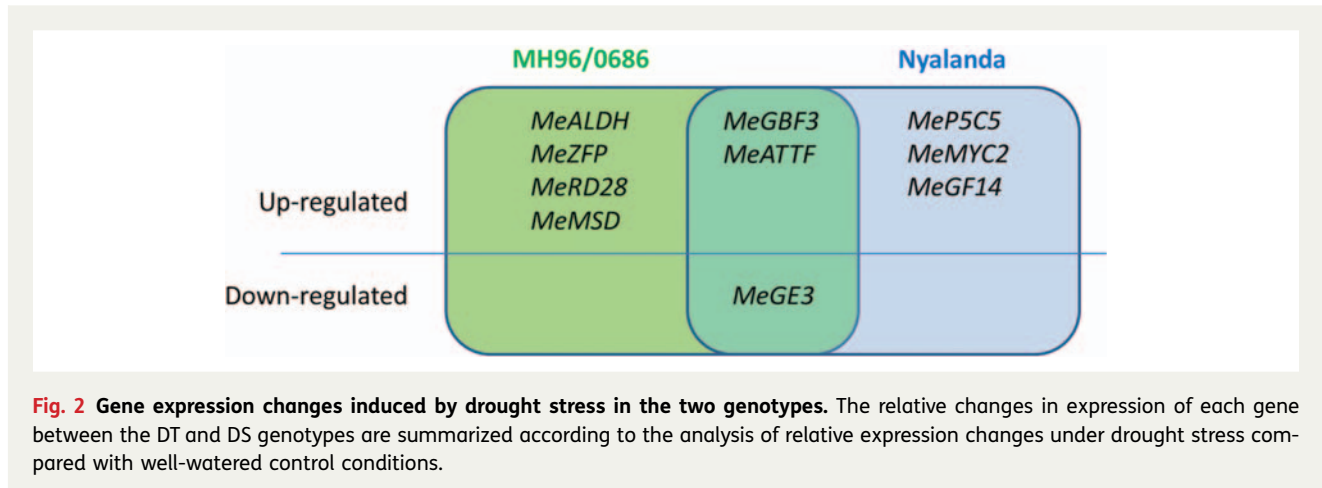 MH96/0686 Nyalanda
MeALDH MeGBF3 MeP5C5
MeZFP MeATTF MeMYC2
MeRD28 MeGF14
Up-regulated
MeMSD
Down-regulated MeGE3
Fig. 2 Gene expression changes induced by drought stress in the two genotypes. The relative changes in expression of each gene
between the DT and DS genotypes are summarized according to the analysis of relative expression changes under drought stress com-
pared with well-watered control conditions.